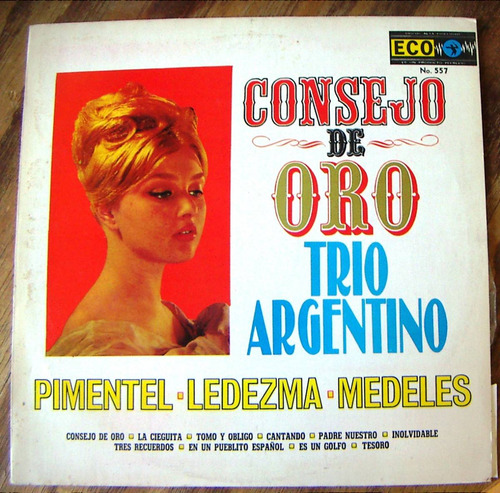 ECO
No. 557
CONSEJO
DE
ORO
TRIO
ARGENTINO
PIMENTEL · LEDEZMA · MEDELES
CONSEJO DE ORO · LA CIEGUITA · TOMO Y OBLIGO · CANTANDO · PADRE NUESTRO · INOLVIDABLE
TRES RECUERDOS · EN UN PUEBLITO ESPAÑOL · ES UN GOLFO · TESORO